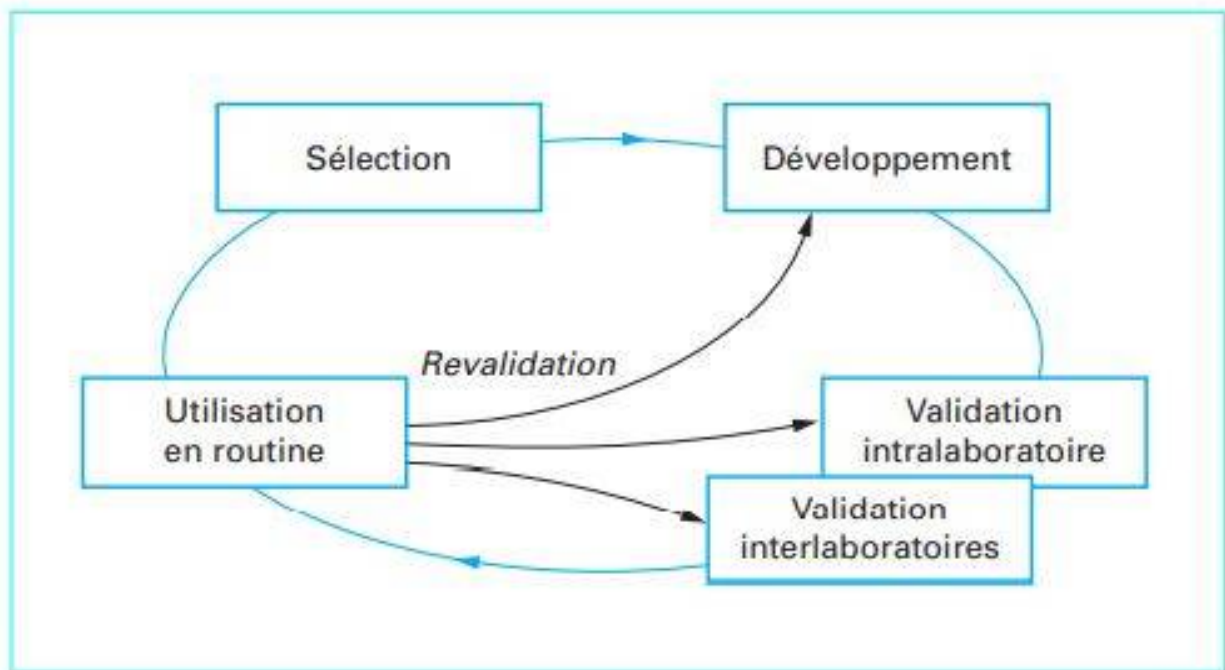 Sélection
Développement
Revalidation
Utilisation
en routine
Validation
intralaboratoire
Validation
interlaboratoires